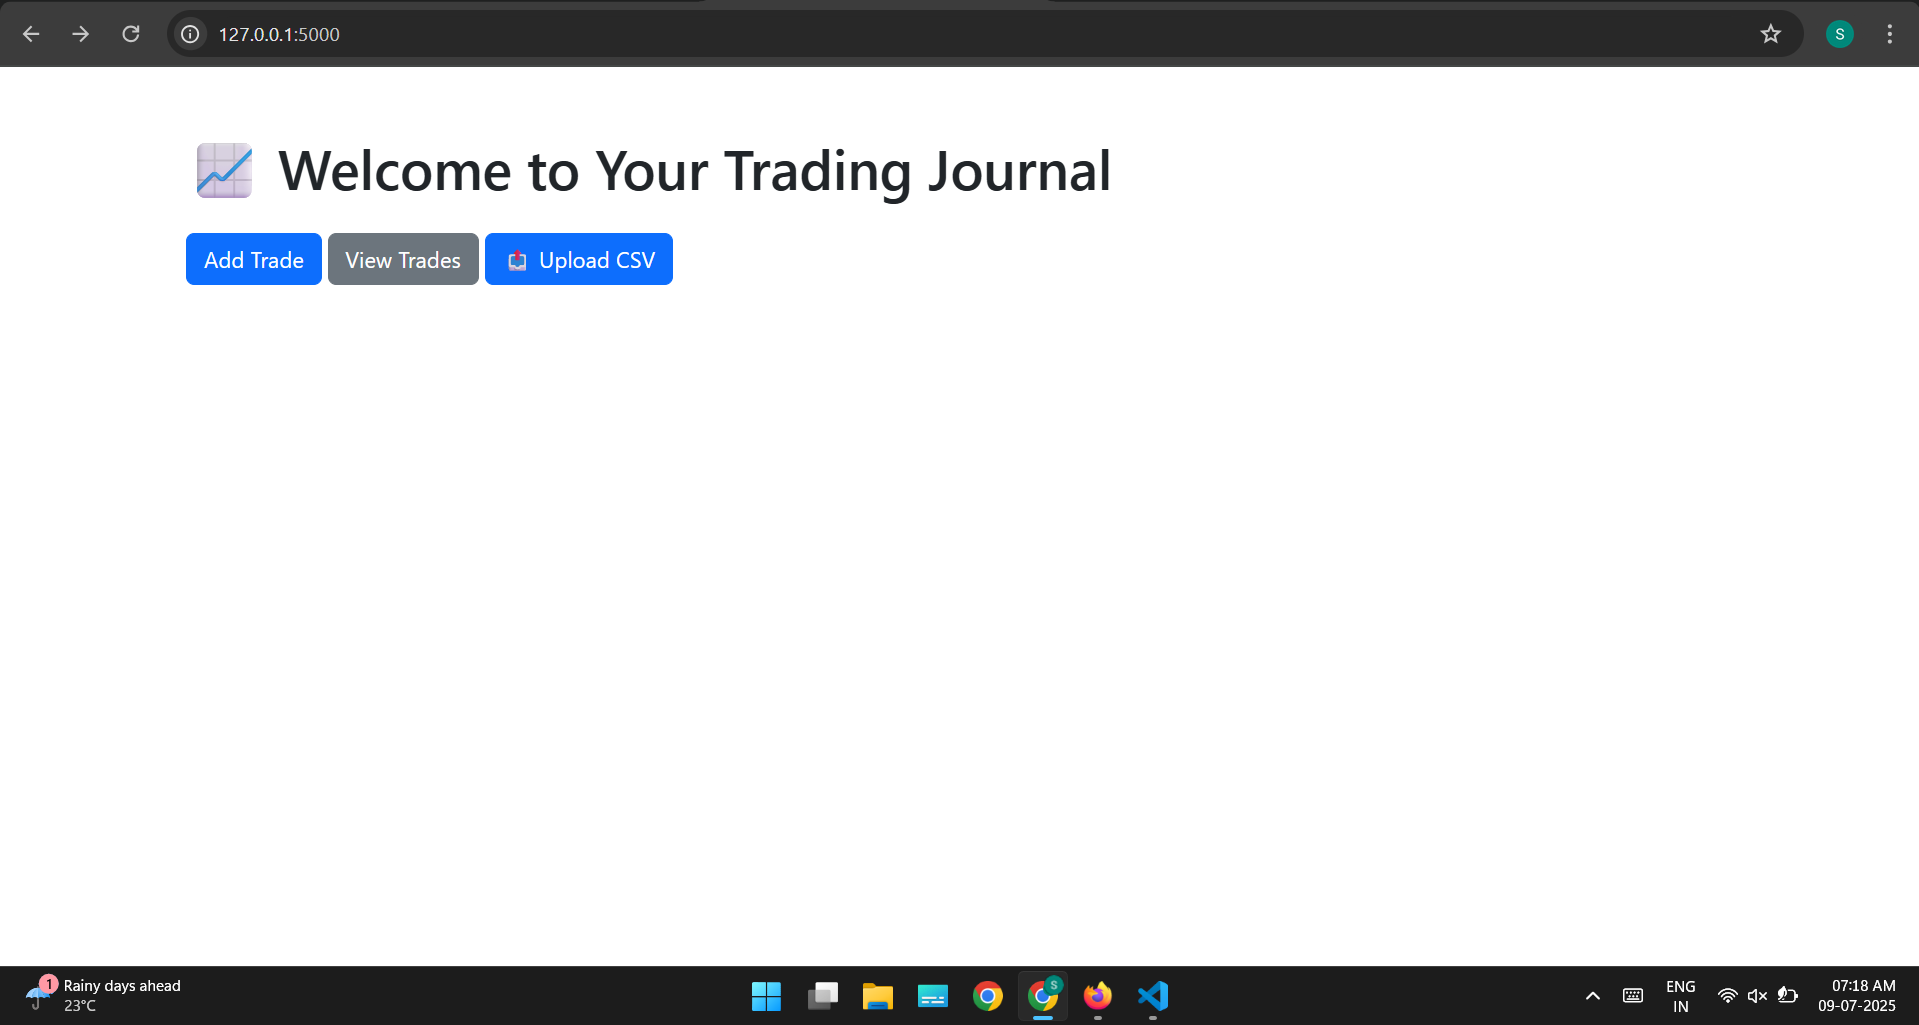 127.0.0.1:5000
S
Welcome to Your Trading Journal
Add Trade
View Trades
Upload CSV
1
Rainy days ahead
23°C
S
ENG
IN
07:18 AM
09-07-2025